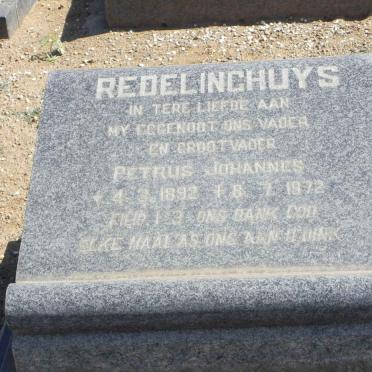 REDELINGHUYS
IN TERE LIEFDE AAN
MY EGGENOOT ONS VADER
EN GROOTVADER
PETRUS JOHANNES
4. 3. 1892 † 8. 7. 1972
FILIP. 1-3 ONS DANK GOD
ELKE MAAL AS ONS AAN U DINK